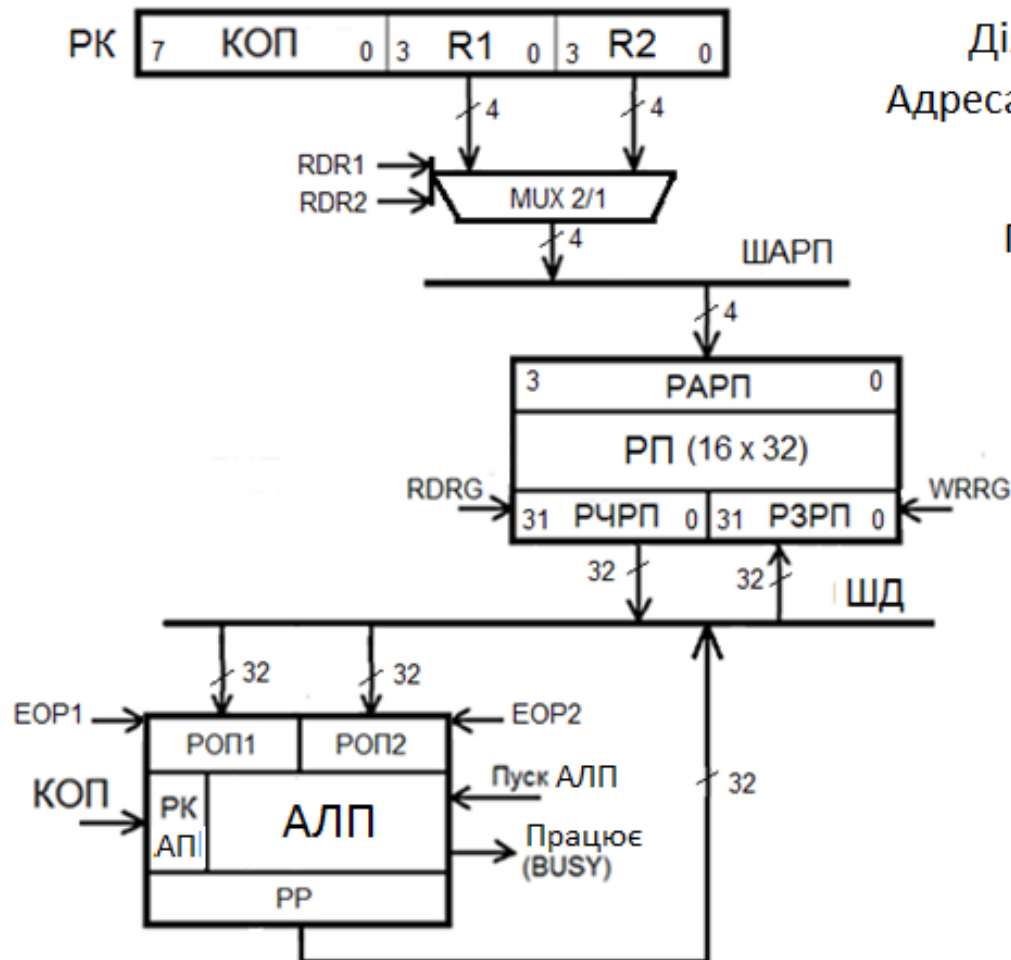 РК 7 КОП 0 3 R1 0 3 R2 0
4 4
RDR1
RDR2
MUX 2/1
4
ШАРП
4
3 РАРП 0
РП (16 x 32)
RDRG
WRRG
31 РЧРП 0 31 РЗРП 0
32 32
ШД
32 32
EOP1
EOP2
РОП1 РОП2
КОП
РК
АП
АЛП
Пуск АЛП
32
Працює
(BUSY)
РР
Адреса